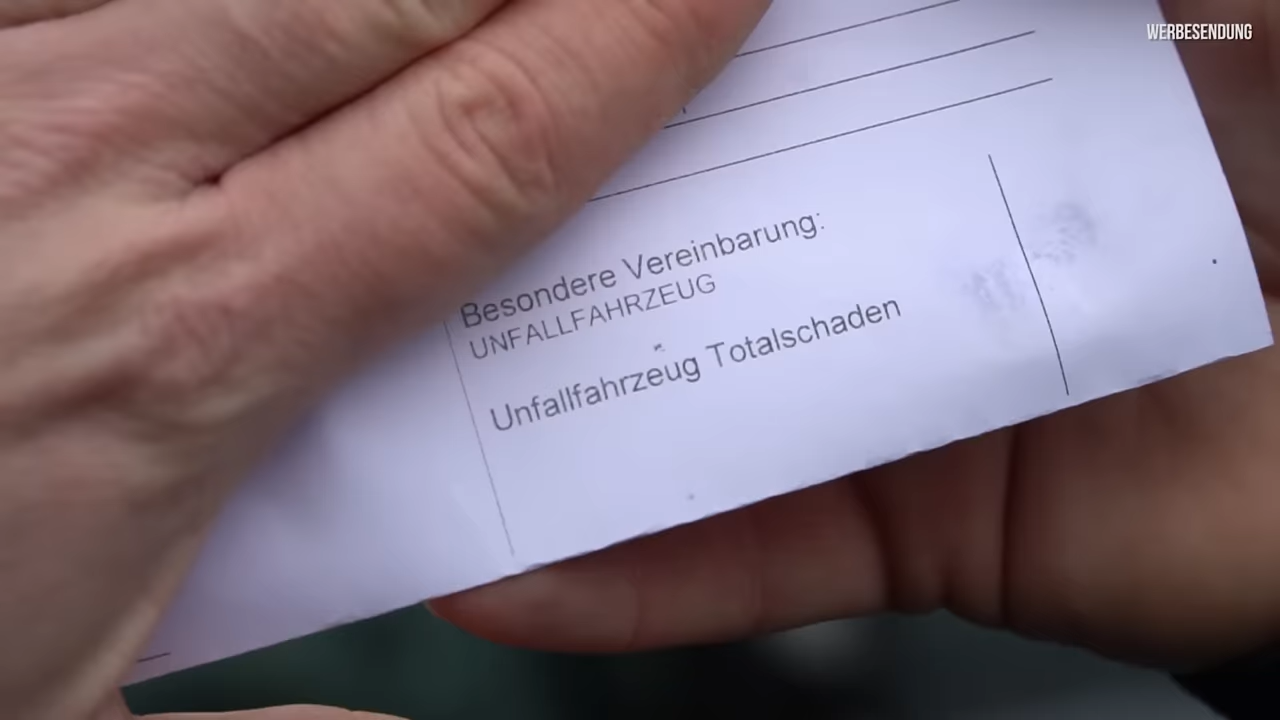 WERBESENDUNG
Besondere Vereinbarung:
UNFALLFAHRZEUG
Unfallfahrzeug Totalschaden